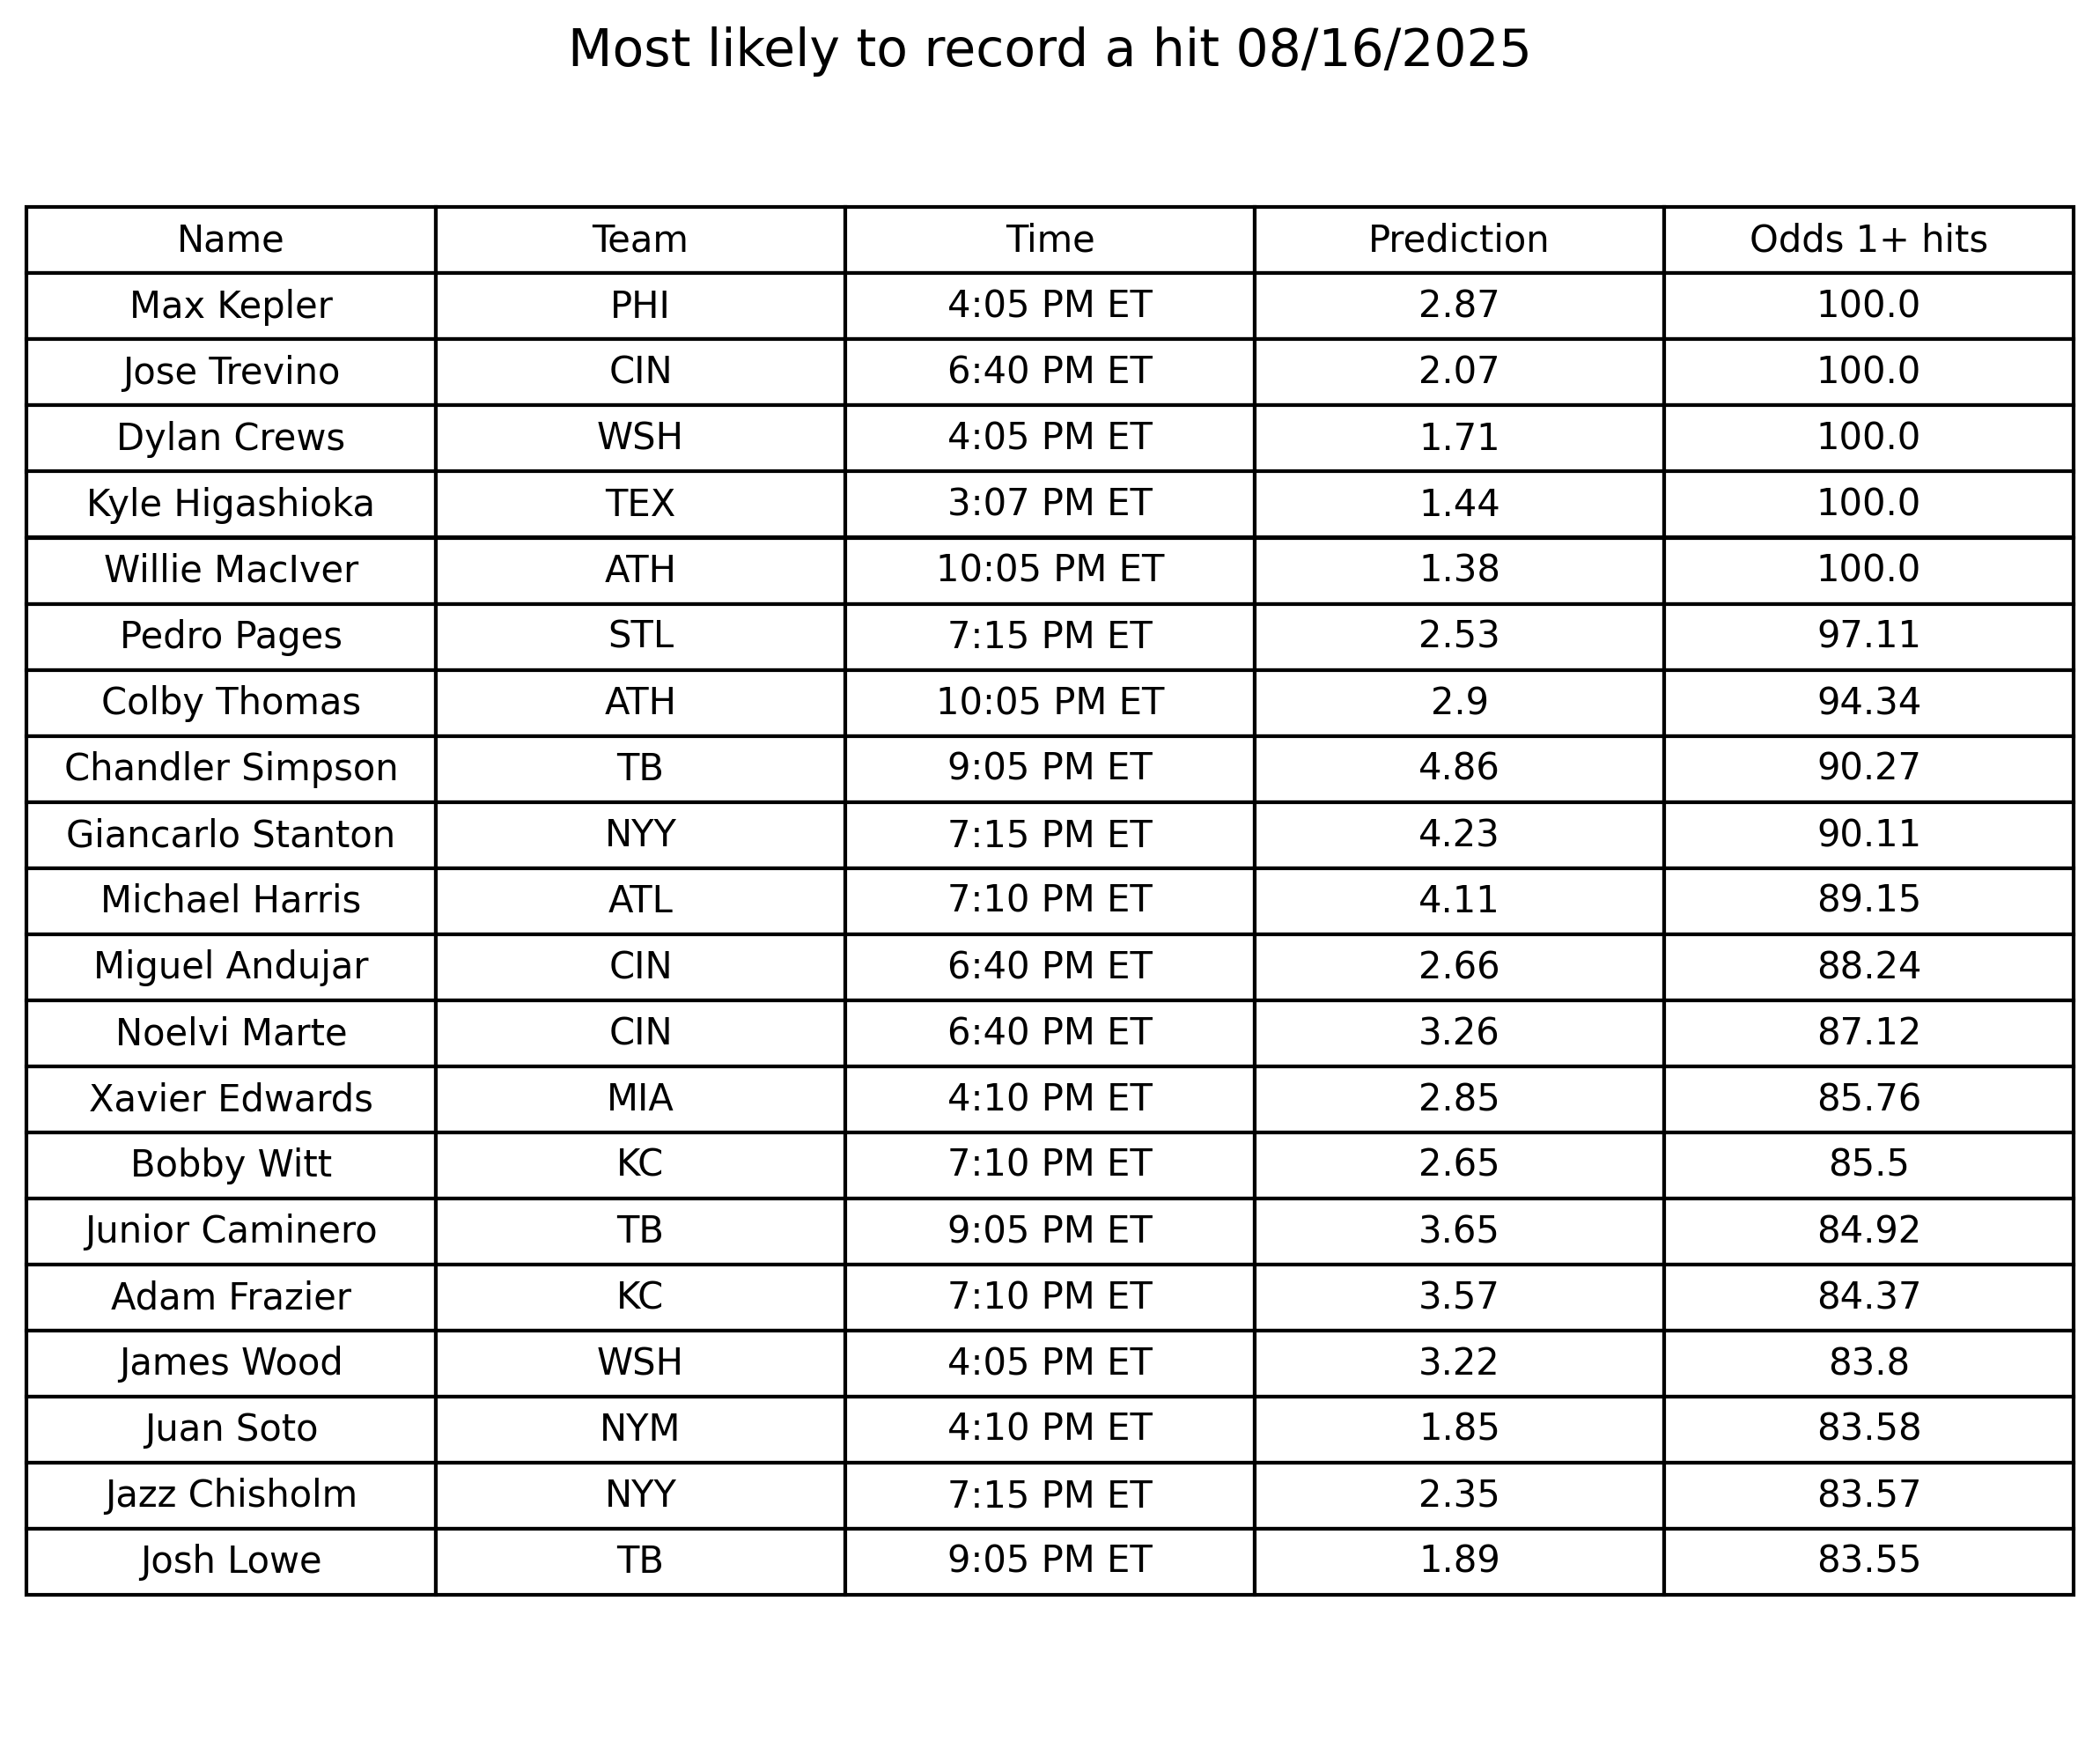 Most likely to record a hit 08/16/2025
Name Team Time Prediction Odds 1+ hits
Max Kepler PHI 4:05 PM ET 2.87 100.0
Jose Trevino CIN 6:40 PM ET 2.07 100.0
Dylan Crews WSH 4:05 PM ET 1.71 100.0
Kyle Higashioka TEX 3:07 PM ET 1.44 100.0
Willie MacIver ATH 10:05 PM ET 1.38 100.0
Pedro Pages STL 7:15 PM ET 2.53 97.11
Colby Thomas ATH 10:05 PM ET 2.9 94.34
Chandler Simpson TB 9:05 PM ET 4.86 90.27
Giancarlo Stanton NYY 7:15 PM ET 4.23 90.11
Michael Harris ATL 7:10 PM ET 4.11 89.15
Miguel Andujar CIN 6:40 PM ET 2.66 88.24
Noelvi Marte CIN 6:40 PM ET 3.26 87.12
Xavier Edwards MIA 4:10 PM ET 2.85 85.76
Bobby Witt KC 7:10 PM ET 2.65 85.5
Junior Caminero TB 9:05 PM ET 3.65 84.92
Adam Frazier KC 7:10 PM ET 3.57 84.37
James Wood WSH 4:05 PM ET 3.22 83.8
Juan Soto NYM 4:10 PM ET 1.85 83.58
Jazz Chisholm NYY 7:15 PM ET 2.35 83.57
Josh Lowe TB 9:05 PM ET 1.89 83.55